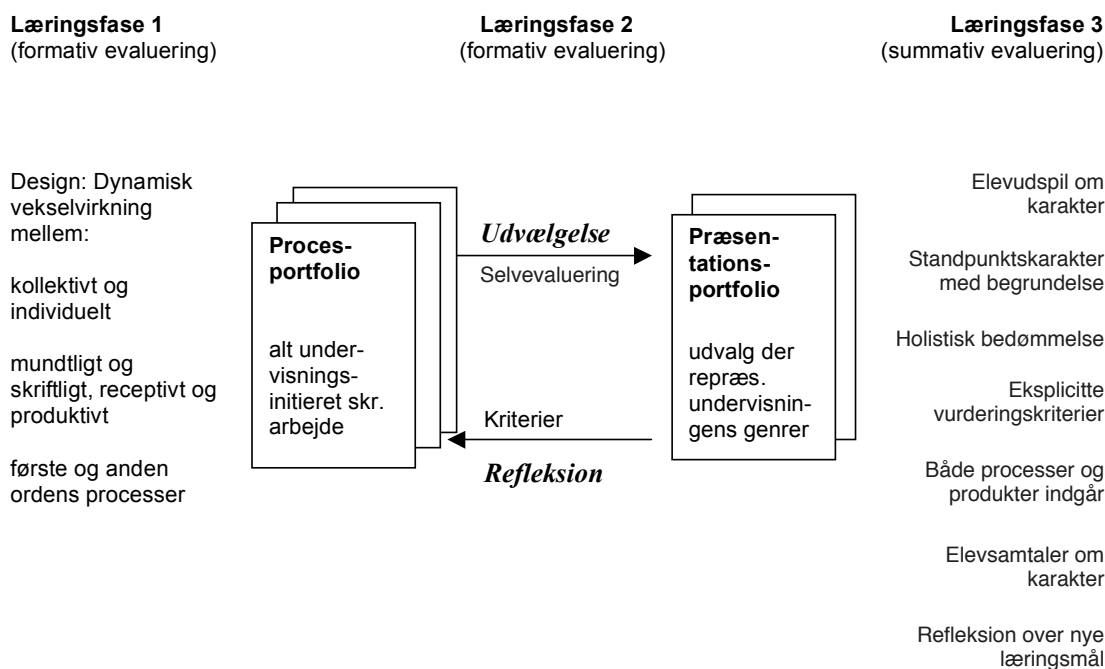 Læringsfase 1
(formativ evaluering)
Læringsfase 2
(formativ evaluering)
Læringsfase 3
(summativ evaluering)
Design: Dynamisk
vekselvirkning
mellem:
kollektivt og
individuelt
mundtligt og
skriftligt, receptivt og
produktivt
første og anden
ordens processer
Proces-
portfolio
alt under-
visnings-
initieret skr.
arbejde
Udvælgelse
Selvevaluering
Kriterier
Refleksion
Præsen-
tations-
portfolio
udvalg der
repræs.
undervisnin-
gens genrer
Elevudspil om
karakter
Standpunktskarakter
med begrundelse
Holistisk bedømmelse
Eksplicitte
vurderingskriterier
Både processer og
produkter indgår
Elevsamtaler om
karakter
Refleksion over nye
læringsmål